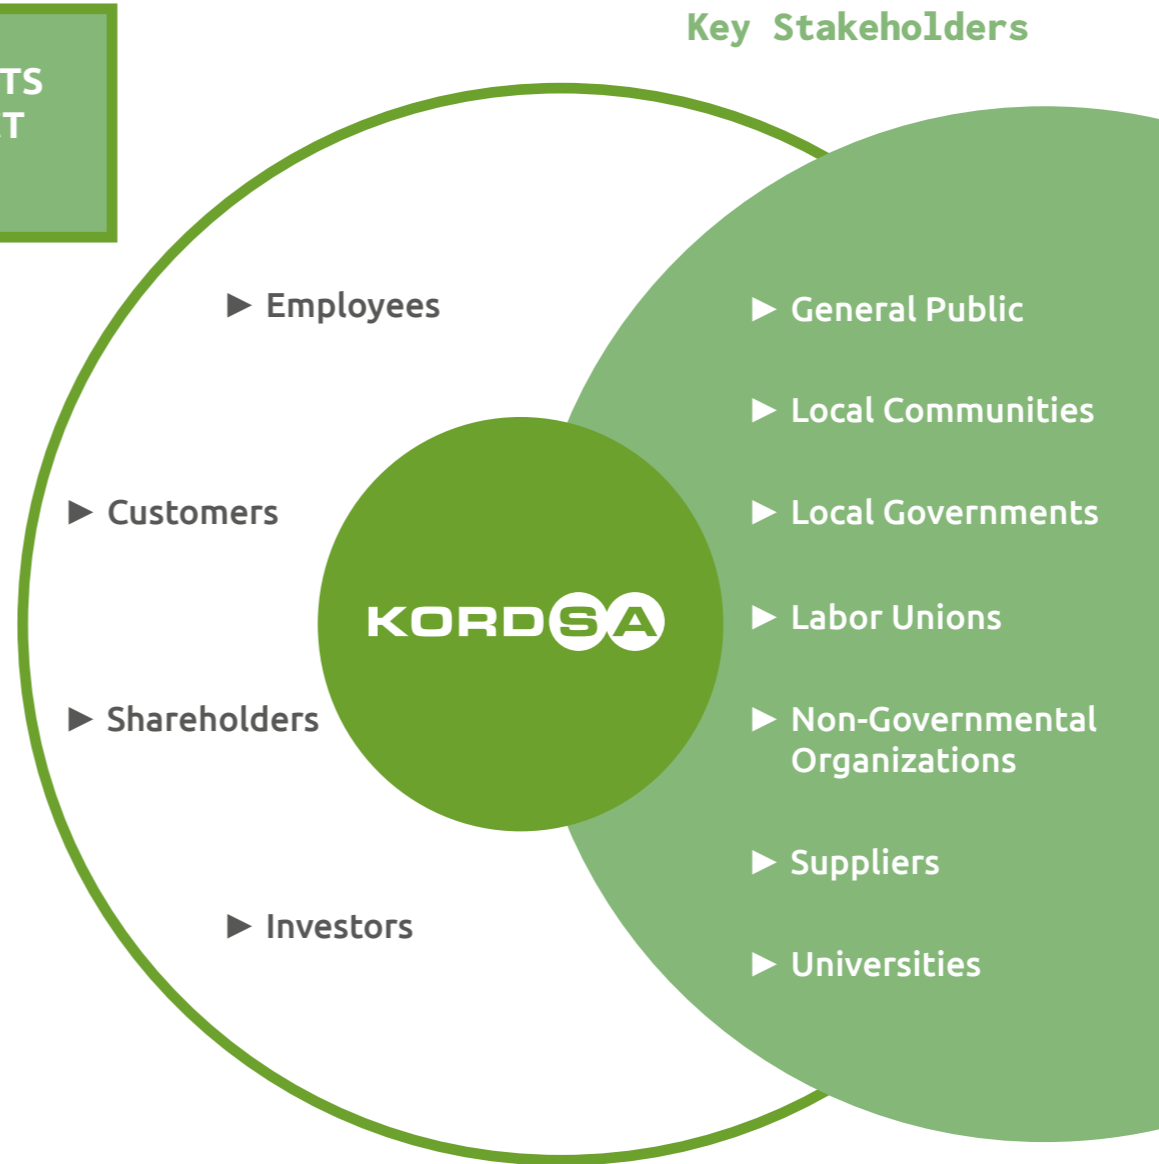 Key Stakeholders
TS
► Employees
► Customers
► Shareholders
► Investors
KORDSA
► General Public
► Local Communities
► Local Governments
► Labor Unions
► Non-Governmental
Organizations
► Suppliers
► Universities